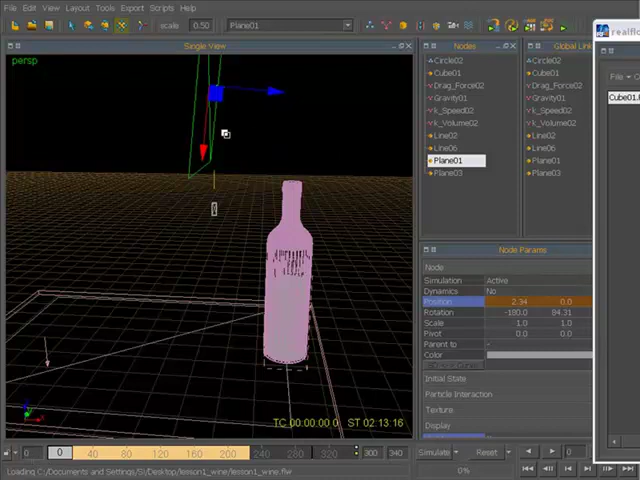 File Edit View Layout Tools Export Scripts Help
scale 0.50 Plane01
Single View
persp
TC 00:00:00 0 ST 02:13:16
Nodes
Circle02
Cube01
Drag_Force02
Gravity01
k_Speed02
k_Volume02
Line02
Line06
Plane01
Plane03
Global Link
Circle02
Cube01
Drag_Force02
Gravity01
k_Speed02
k_Volume02
Line02
Line06
Plane01
Plane03
realflo
File
Cube01.
Node Params
Node
Simulation Active
Dynamics No
Position 2.34 0.0
Rotation -180.0 84.31
Scale 1.0 1.0
Pivot 0.0 0.0
Parent to -
Color
Initial State
Particle Interaction
Texture
Display
0 0 40 80 120 160 200 240 280 320 300 340
Simulate Reset 0
Loading C:/Documents and Settings/Si/Desktop/lesson1_wine/lesson1_wine.flw
0%